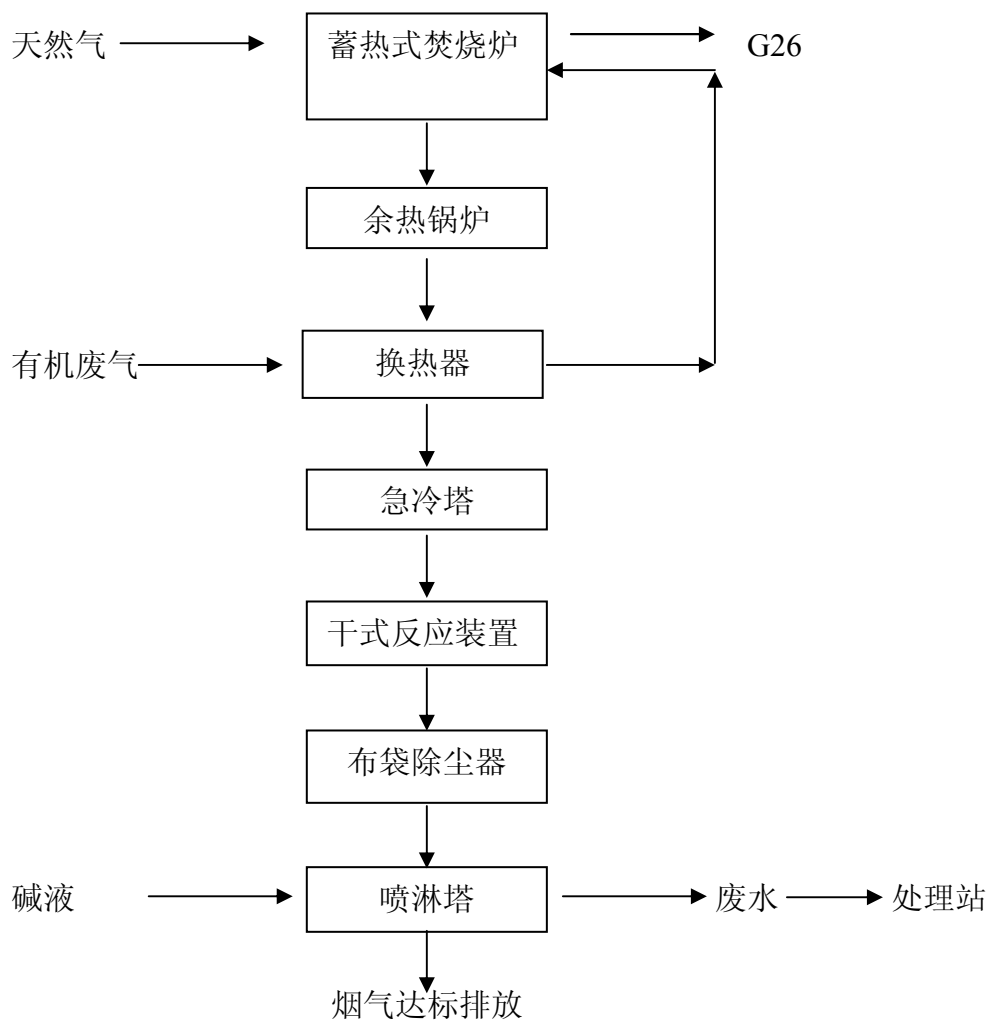 天然气
蓄热式焚烧炉
G26
余热锅炉
有机废气
换热器
急冷塔
干式反应装置
布袋除尘器
碱液
喷淋塔
废水
处理站
烟气达标排放